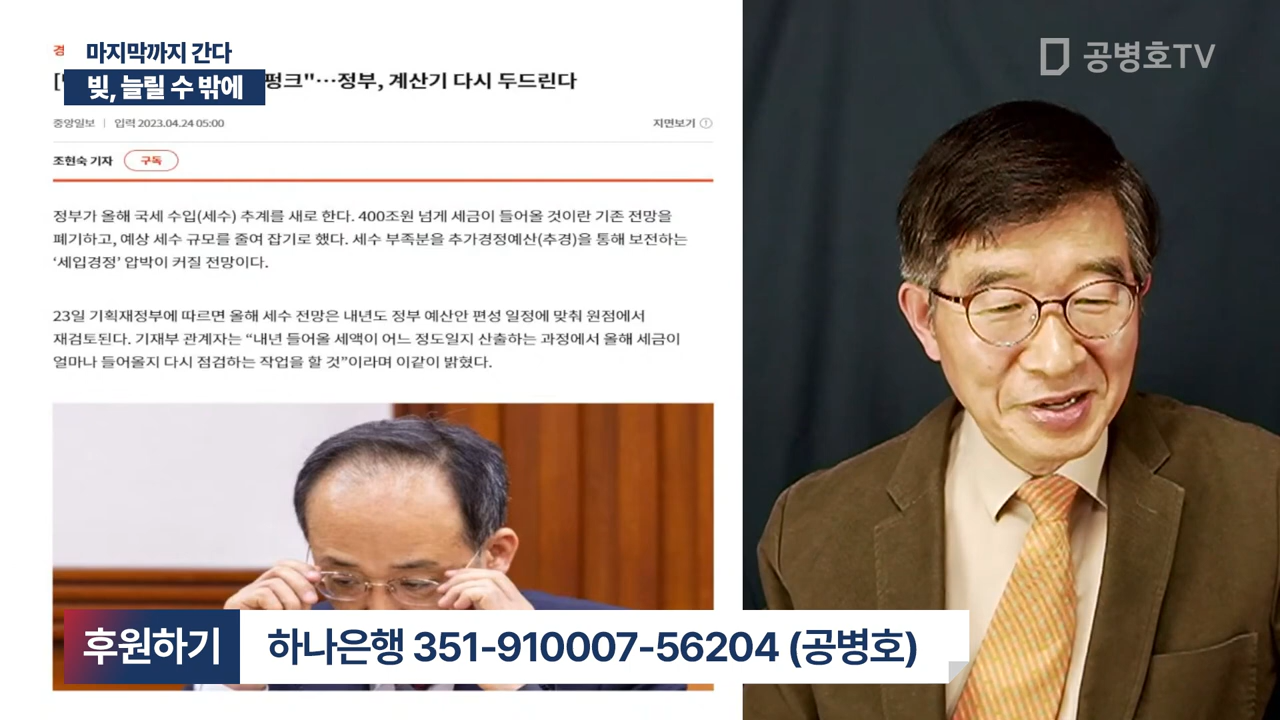 마지막까지 간다
빚, 늘릴 수 밖에
공병호TV
경
펑크"…정부, 계산기 다시 두드린다
중앙일보 | 입력 2023.04.24 05:00
지면보기
조현숙 기자
구독
정부가 올해 국세 수입(세수) 추계를 새로 한다. 400조원 넘게 세금이 들어올 것이란 기존 전망을
폐기하고, 예상 세수 규모를 줄여 잡기로 했다. 세수 부족분을 추가경정예산(추경)을 통해 보전하는
‘세입경정’ 압박이 커질 전망이다.
23일 기획재정부에 따르면 올해 세수 전망은 내년도 정부 예산안 편성 일정에 맞춰 원점에서
재검토된다. 기재부 관계자는 “내년 들어올 세액이 어느 정도일지 산출하는 과정에서 올해 세금이
얼마나 들어올지 다시 점검하는 작업을 할 것”이라며 이같이 밝혔다.
후원하기
하나은행 351-910007-56204 (공병호)